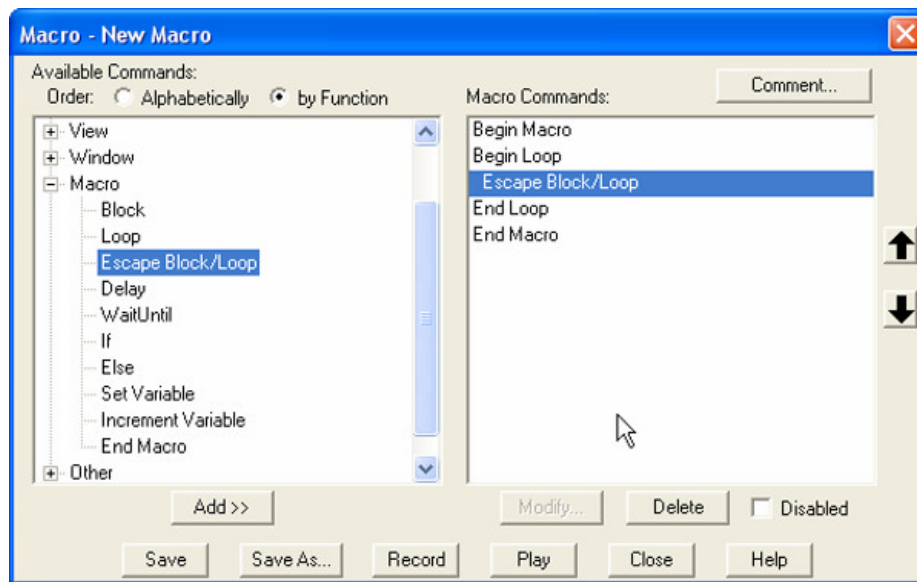 Macro - New Macro
Available Commands:
Order: Alphabetically by Function
Macro Commands:
Comment...
View
Window
Macro
Block
Loop
Escape Block/Loop
Delay
WaitUntil
If
Else
Set Variable
Increment Variable
End Macro
Other
Begin Macro
Begin Loop
Escape Block/Loop
End Loop
End Macro
Add >>
Modify...
Delete
Disabled
Save
Save As...
Record
Play
Close
Help